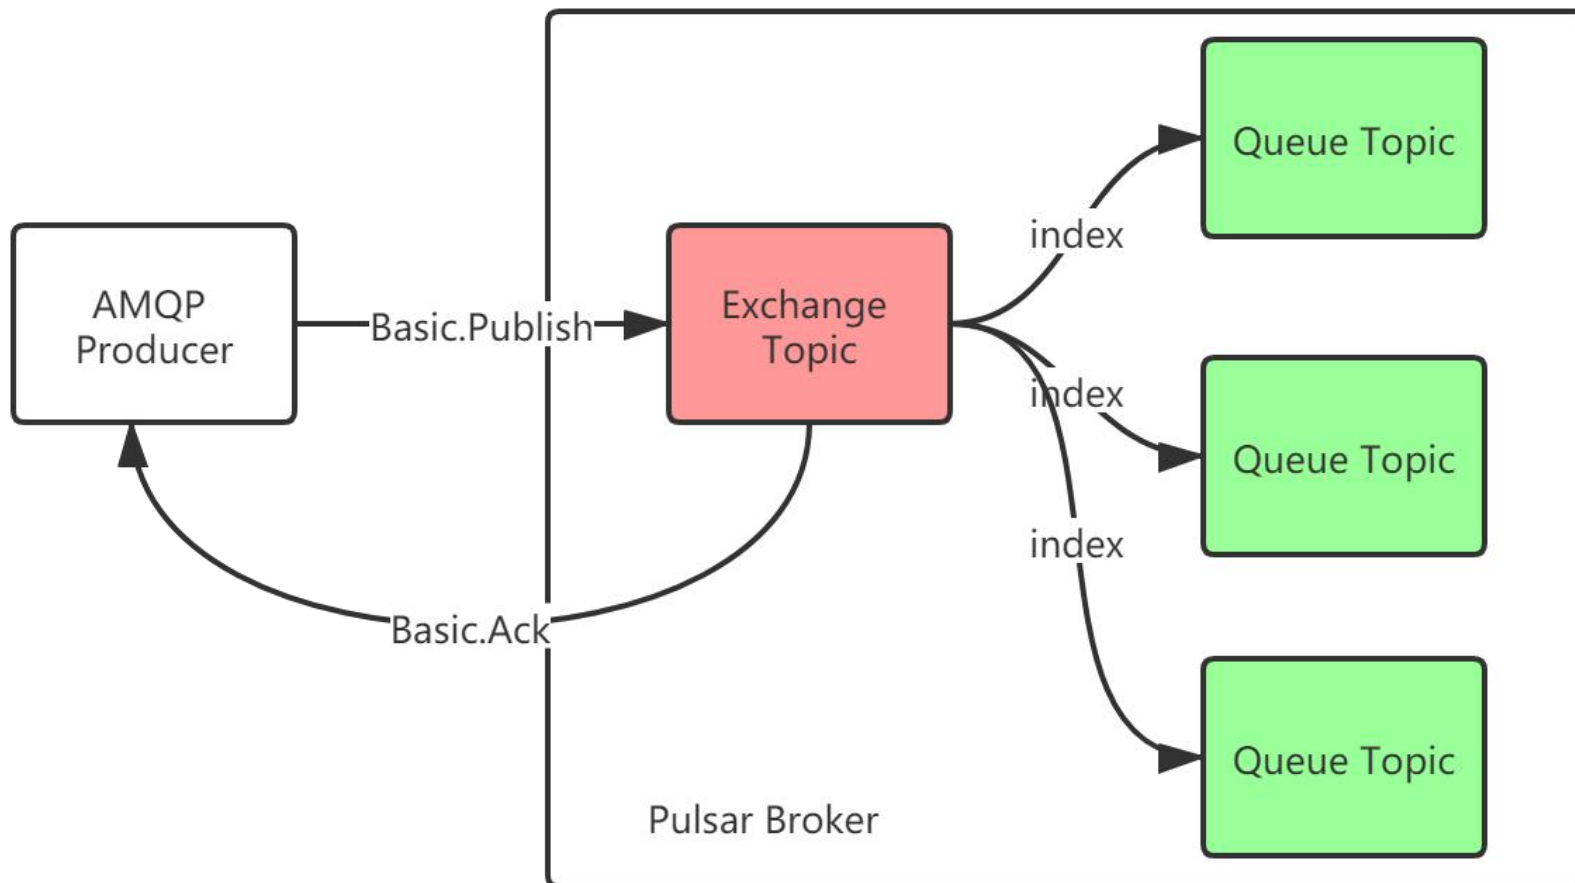 Queue Topic
index
AMQP
Producer
Basic.Publish
Exchange
Topic
index
Queue Topic
index
Basic.Ack
Queue Topic
Pulsar Broker